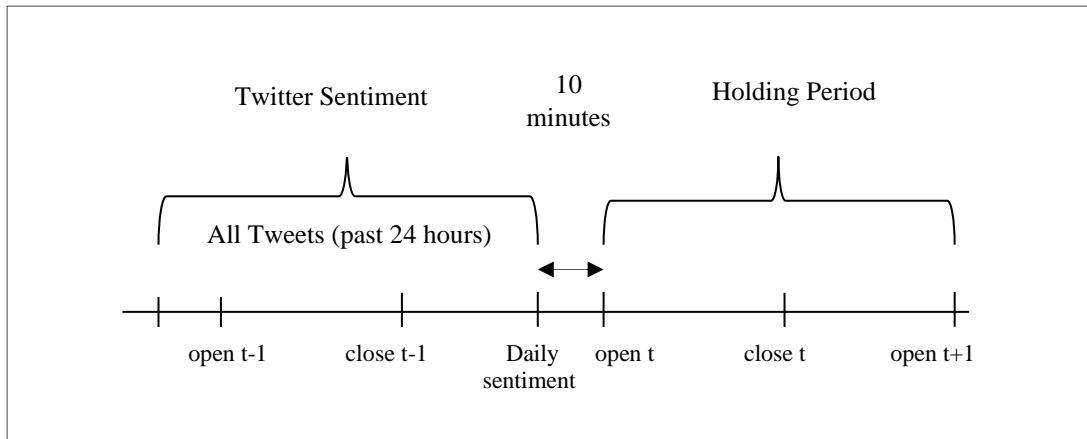 Twitter Sentiment
10
minutes
Holding Period
All Tweets (past 24 hours)
open t-1
close t-1
Daily
sentiment
open t
close t
open t+1